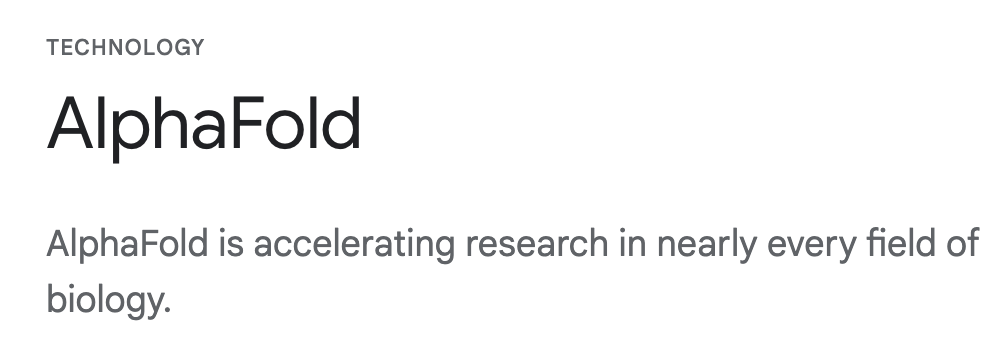 TECHNOLOGY
AlphaFold
AlphaFold is accelerating research in nearly every field of
biology.